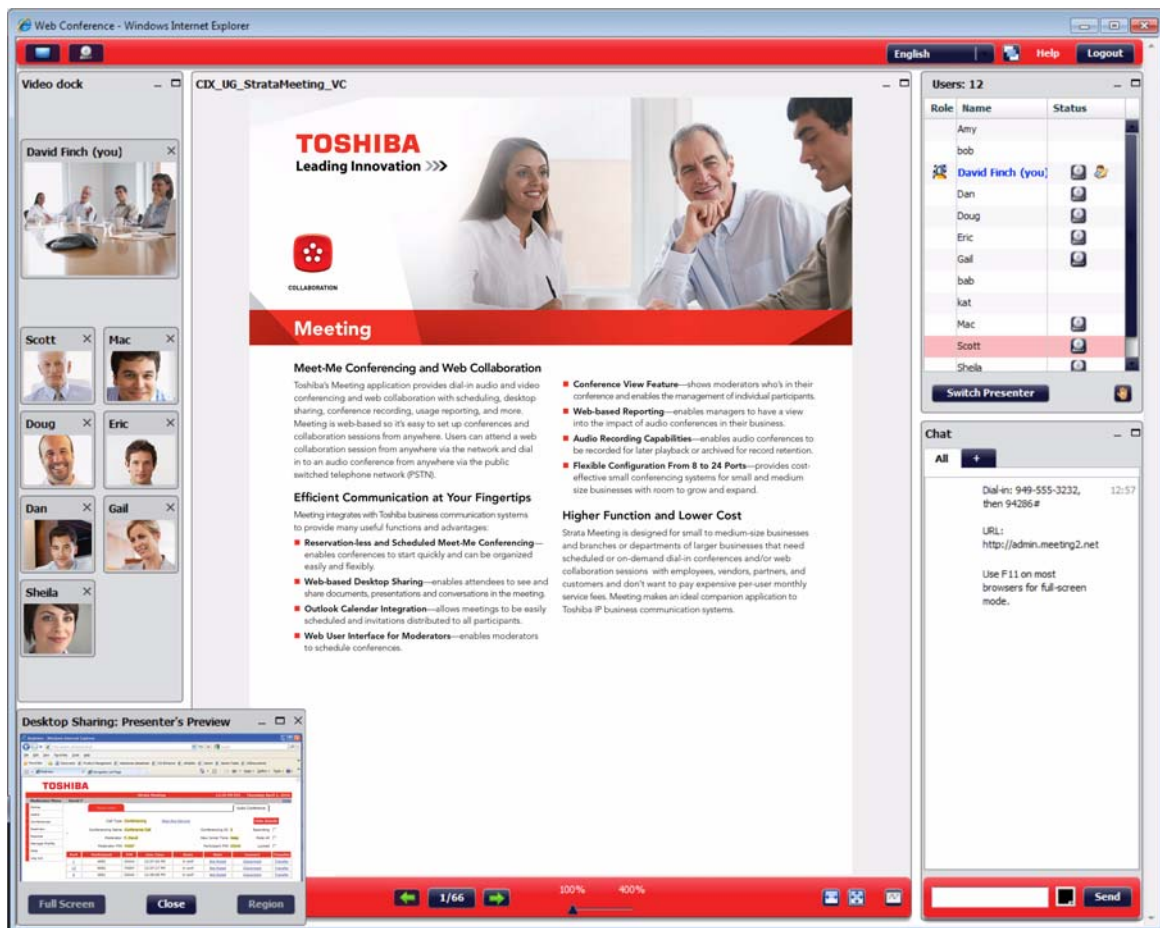 Web Conference - Windows Internet Explorer
English
Help
Logout
Video dock
David Finch (you)
Scott
Mac
Doug
Eric
Dan
Gail
Sheila
CIX_UG_StrataMeeting_VC
TOSHIBA
Leading Innovation >>>
COLLABORATION
Meeting
Meet-Me Conferencing and Web Collaboration
Toshiba's Meeting application provides dial-in audio and video
conferencing and web collaboration with scheduling, desktop
sharing, conference recording, usage reporting, and more.
Meeting is web-based so it's easy to set up conferences and
collaboration sessions from anywhere. Users can attend a web
collaboration session from anywhere via the network and dial
in to an audio conference from anywhere via the public
switched telephone network (PSTN).
Efficient Communication at Your Fingertips
Meeting integrates with Toshiba business communication systems
to provide many useful functions and advantages:
Reservation-less and Scheduled Meet-Me Conferencing—
enables conferences to start quickly and can be organized
easily and flexibly.
Web-based Desktop Sharing—enables attendees to see and
share documents, presentations and conversations in the meeting.
Outlook Calendar Integration—allows meetings to be easily
scheduled and invitations distributed to all participants.
Web User Interface for Moderators—enables moderators
to schedule conferences.
Conference View Feature—shows moderators who's in their
conference and enables the management of individual participants.
Web-based Reporting—enables managers to have a view
into the impact of audio conferences in their business.
Audio Recording Capabilities—enables audio conferences to
be recorded for later playback or archived for record retention.
Flexible Configuration From 8 to 24 Ports—provides cost-
effective small conferencing systems for small and medium
size businesses with room to grow and expand.
Higher Function and Lower Cost
Strata Meeting is designed for small to medium-size businesses
and branches or departments of larger businesses that need
scheduled or on-demand dial-in conferences and/or web
collaboration sessions with employees, vendors, partners, and
customers and don't want to pay expensive per-user monthly
service fees. Meeting makes an ideal companion application to
Toshiba IP business communication systems.
Users: 12
Role Name Status
Amy
bob
David Finch (you)
Dan
Doug
Eric
Gail
bab
kat
Mac
Scott
Sheila
Switch Presenter
Chat
All +
Dial-in: 949-555-3232, 12:57
then 94286#
URL:
http://admin.meeting2.net
Use F11 on most
browsers for full-screen
mode.
Send
Desktop Sharing: Presenter's Preview
TOSHIBA
Full Screen
Close
Region
1/66
100% 400%